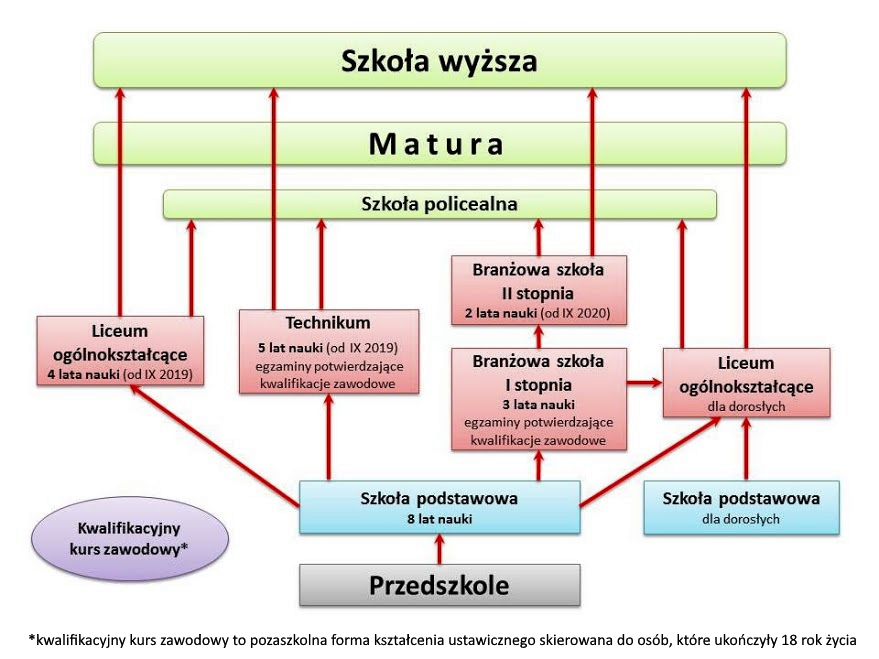 Szkoła wyższa
Matura
Szkoła policealna
Branżowa szkoła
II stopnia
2 lata nauki (od IX 2020)
Liceum
ogólnokształcące
4 lata nauki (od IX 2019)
Technikum
5 lat nauki (od IX 2019)
egzaminy potwierdzające
kwalifikacje zawodowe
Branżowa szkoła
I stopnia
3 lata nauki
egzaminy potwierdzające
kwalifikacje zawodowe
Liceum
ogólnokształcące
dla dorosłych
Szkoła podstawowa
8 lat nauki
Szkoła podstawowa
dla dorosłych
Kwalifikacyjny
kurs zawodowy*
Przedszkole
*kwalifikacyjny kurs zawodowy to pozaszkolna forma kształcenia ustawicznego skierowana do osób, które ukończyły 18 rok życia